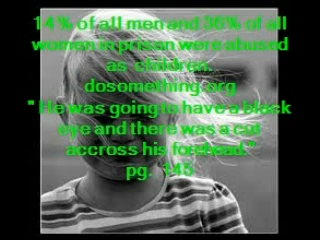 14% of all men and 36% of all
women in prison were abused
as children.
dosomething.org
" He was going to have a black
eye and there was a cut
accross his forehead."
pg. 145